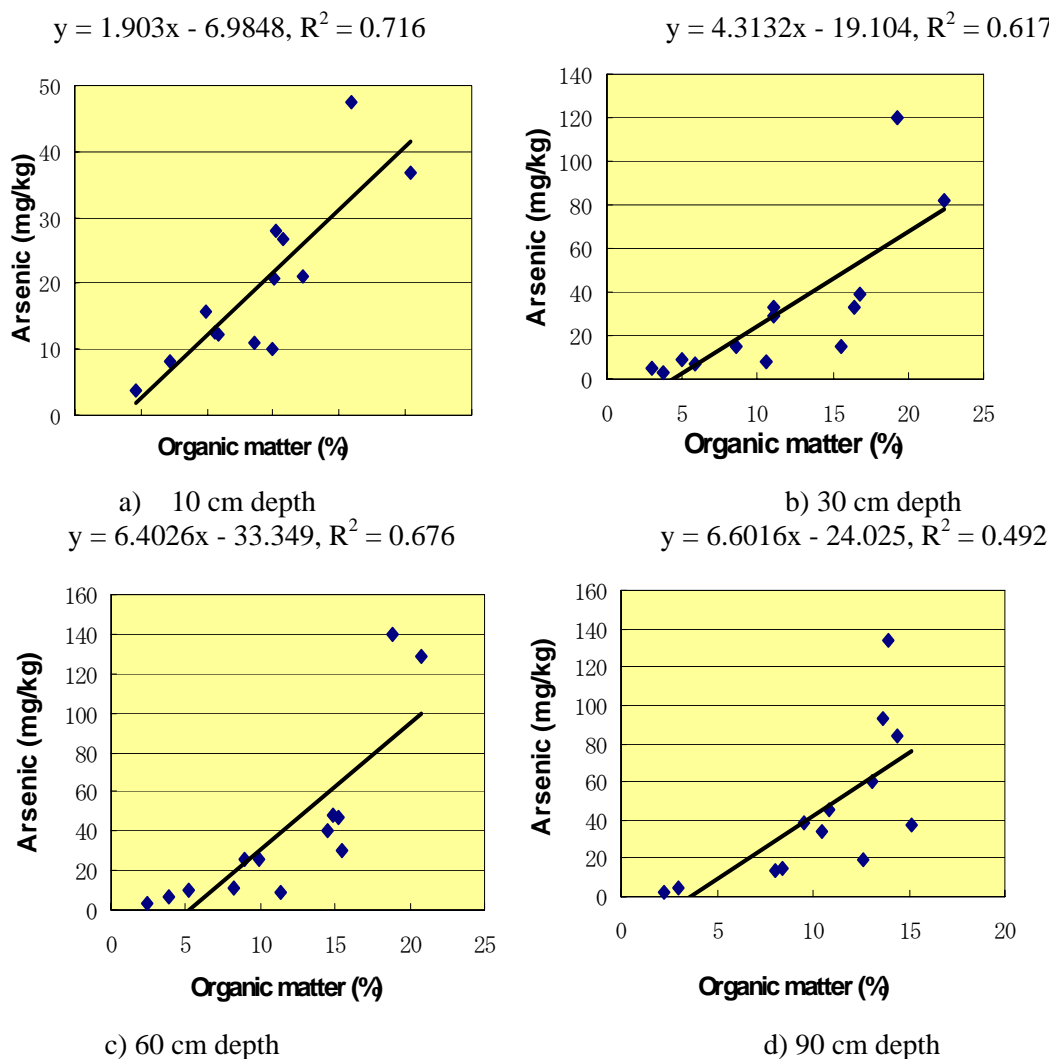 y = 1.903x - 6.9848, R² = 0.716
Arsenic (mg/kg)
50
40
30
20
10
0
Organic matter (%)
a) 10 cm depth
y = 4.3132x - 19.104, R² = 0.617
Arsenic (mg/kg)
140
120
100
80
60
40
20
0
0 5 10 15 20 25
Organic matter (%)
b) 30 cm depth
y = 6.4026x - 33.349, R² = 0.676
Arsenic (mg/kg)
160
140
120
100
80
60
40
20
0
0 5 10 15 20 25
Organic matter (%)
c) 60 cm depth
y = 6.6016x - 24.025, R² = 0.492
Arsenic (mg/kg)
160
140
120
100
80
60
40
20
0
0 5 10 15 20
Organic matter (%)
d) 90 cm depth